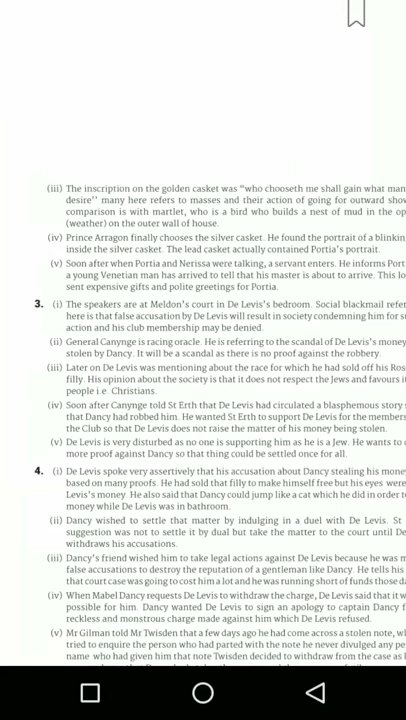 (iii) The inscription on the golden casket was “who chooseth me shall gain what man
desire’’ many here refers to masses and their action of going for outward show
comparison is with martlet, who is a bird who builds a nest of mud in the op
(weather) on the outer wall of house.
(iv) Prince Arragon finally chooses the silver casket. He found the portrait of a blinkin
inside the silver casket. The lead casket actually contained Portia's portrait.
(v) Soon after when Portia and Nerissa were talking, a servant enters. He informs Port
a young Venetian man has arrived to tell that his master is about to arrive. This lo
sent expensive gifts and polite greetings for Portia.
3. (i) The speakers are at Meldon's court in De Levis's bedroom. Social blackmail refer
here is that false accusation by De Levis will result in society condemning him for su
action and his club membership may be denied.
(ii) General Canynge is racing oracle. He is referring to the scandal of De Levis's money
stolen by Dancy. It will be a scandal as there is no proof against the robbery.
(iii) Later on De Levis was mentioning about the race for which he had sold off his Ros
filly. His opinion about the society is that it does not respect the Jews and favours it
people i.e. Christians.
(iv) Soon after Canynge told St Erth that De Levis had circulated a blasphemous story
that Dancy had robbed him. He wanted St Erth to support De Levis for the members
the Club so that De Levis does not raise the matter of his money being stolen.
(v) De Levis is very disturbed as no one is supporting him as he is a Jew. He wants to
more proof against Dancy so that thing could be settled once for all.
4. (i) De Levis spoke very assertively that his accusation about Dancy stealing his mone
based on many proofs. He had sold that filly to make himself free but his eyes were
Levis's money. He also said that Dancy could jump like a cat which he did in order t
money while De Levis was in bathroom.
(ii) Dancy wished to settle that matter by indulging in a duel with De Levis. St
suggestion was not to settle it by dual but take the matter to the court until De
withdraws his accusations.
(iii) Dancy's friend wished him to take legal actions against De Levis because he was m
false accusations to destroy the reputation of a gentleman like Dancy. He tells his
that court case was going to cost him a lot and he was running short of funds those da
(iv) When Mabel Dancy requests De Levis to withdraw the charge, De Levis said that it w
possible for him. Dancy wanted De Levis to sign an apology to captain Dancy f
reckless and monstrous charge made against him which De Levis refused.
(v) Mr Gilman told Mr Twisden that a few days ago he had come across a stolen note, wh
tried to enquire the person who had parted with the note he never divulged any pe
name who had given him that note Twisden decided to withdraw from the case as